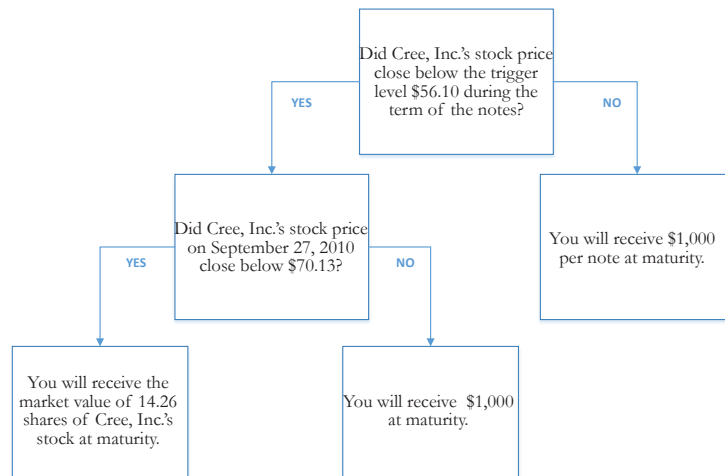 Did Cree, Inc.'s stock price
close below the trigger
level $56.10 during the
term of the notes?
YES
NO
Did Cree, Inc.'s stock price
on September 27, 2010
close below $70.13?
You will receive $1,000
per note at maturity.
YES
NO
You will receive the
market value of 14.26
shares of Cree, Inc.'s
stock at maturity.
You will receive $1,000
at maturity.